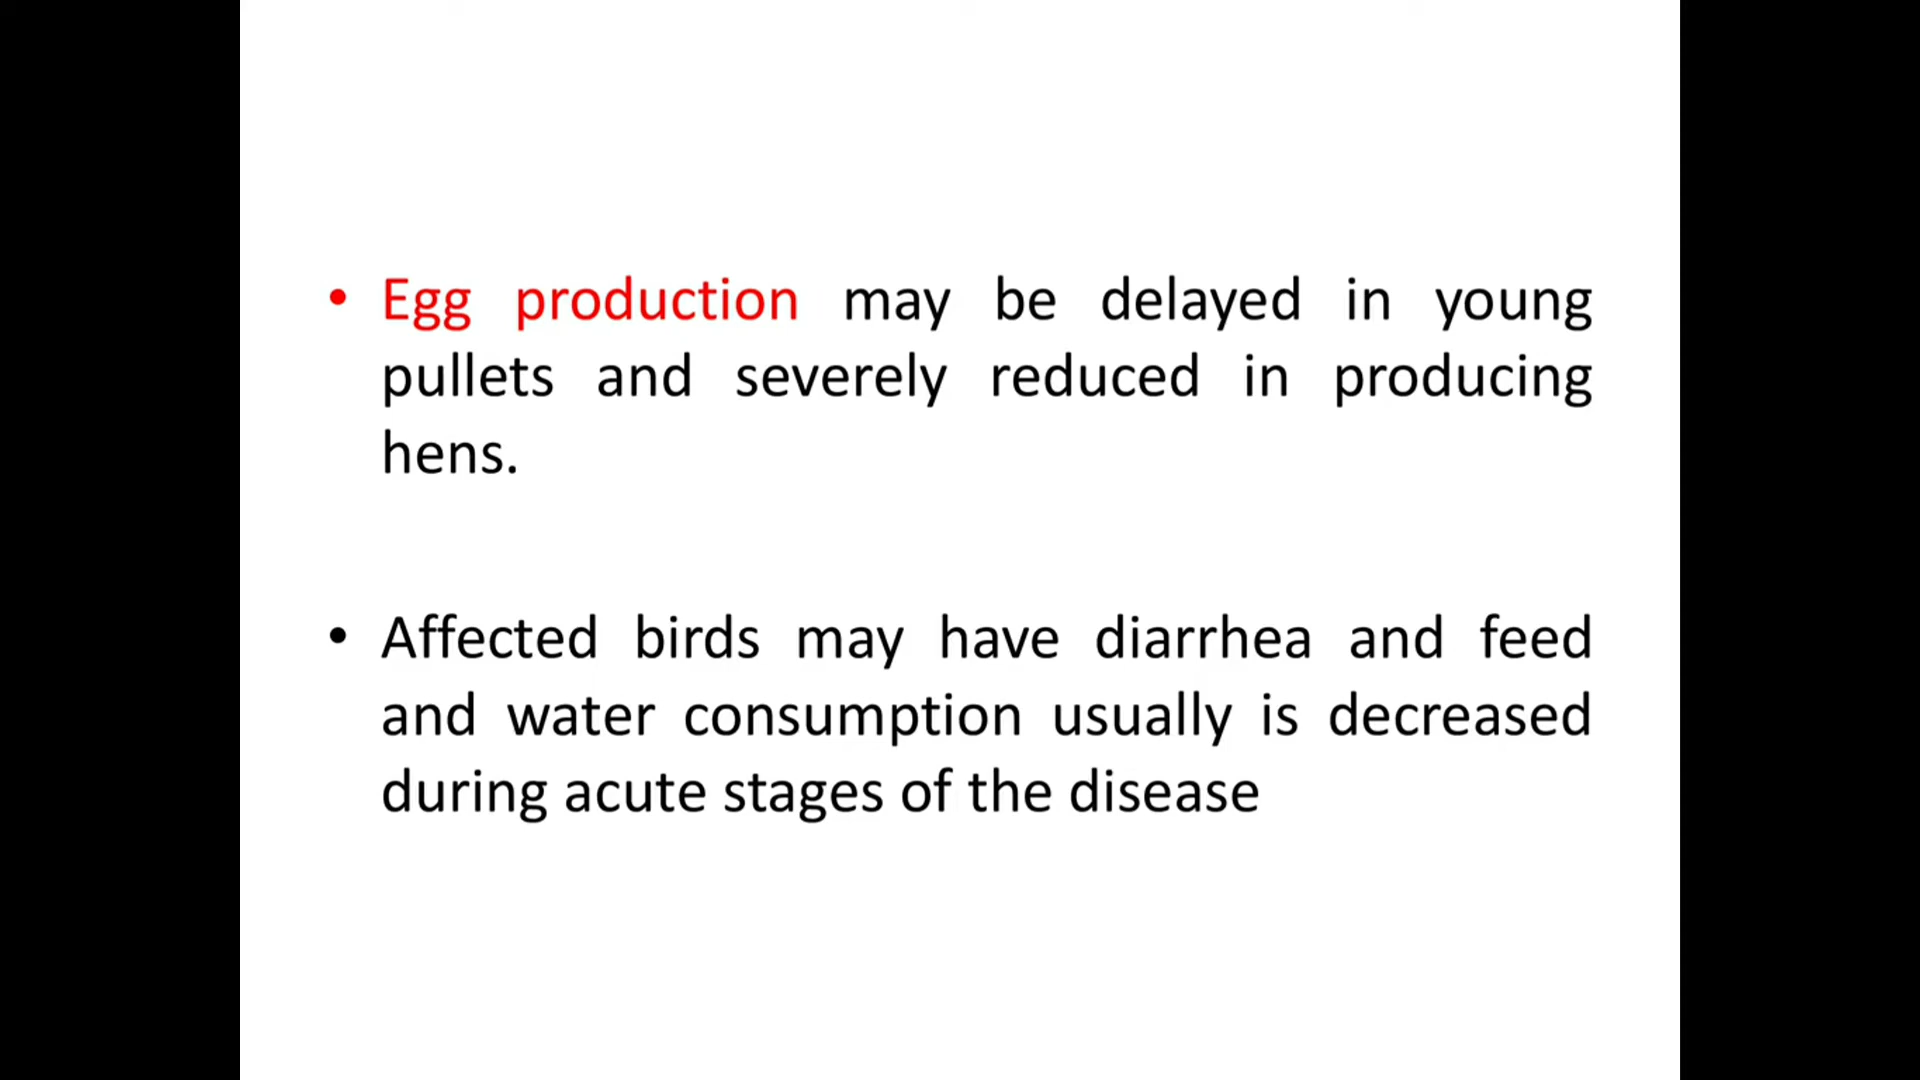 • Egg production may be delayed in young
pullets and severely reduced in producing
hens.
• Affected birds may have diarrhea and feed
and water consumption usually is decreased
during acute stages of the disease